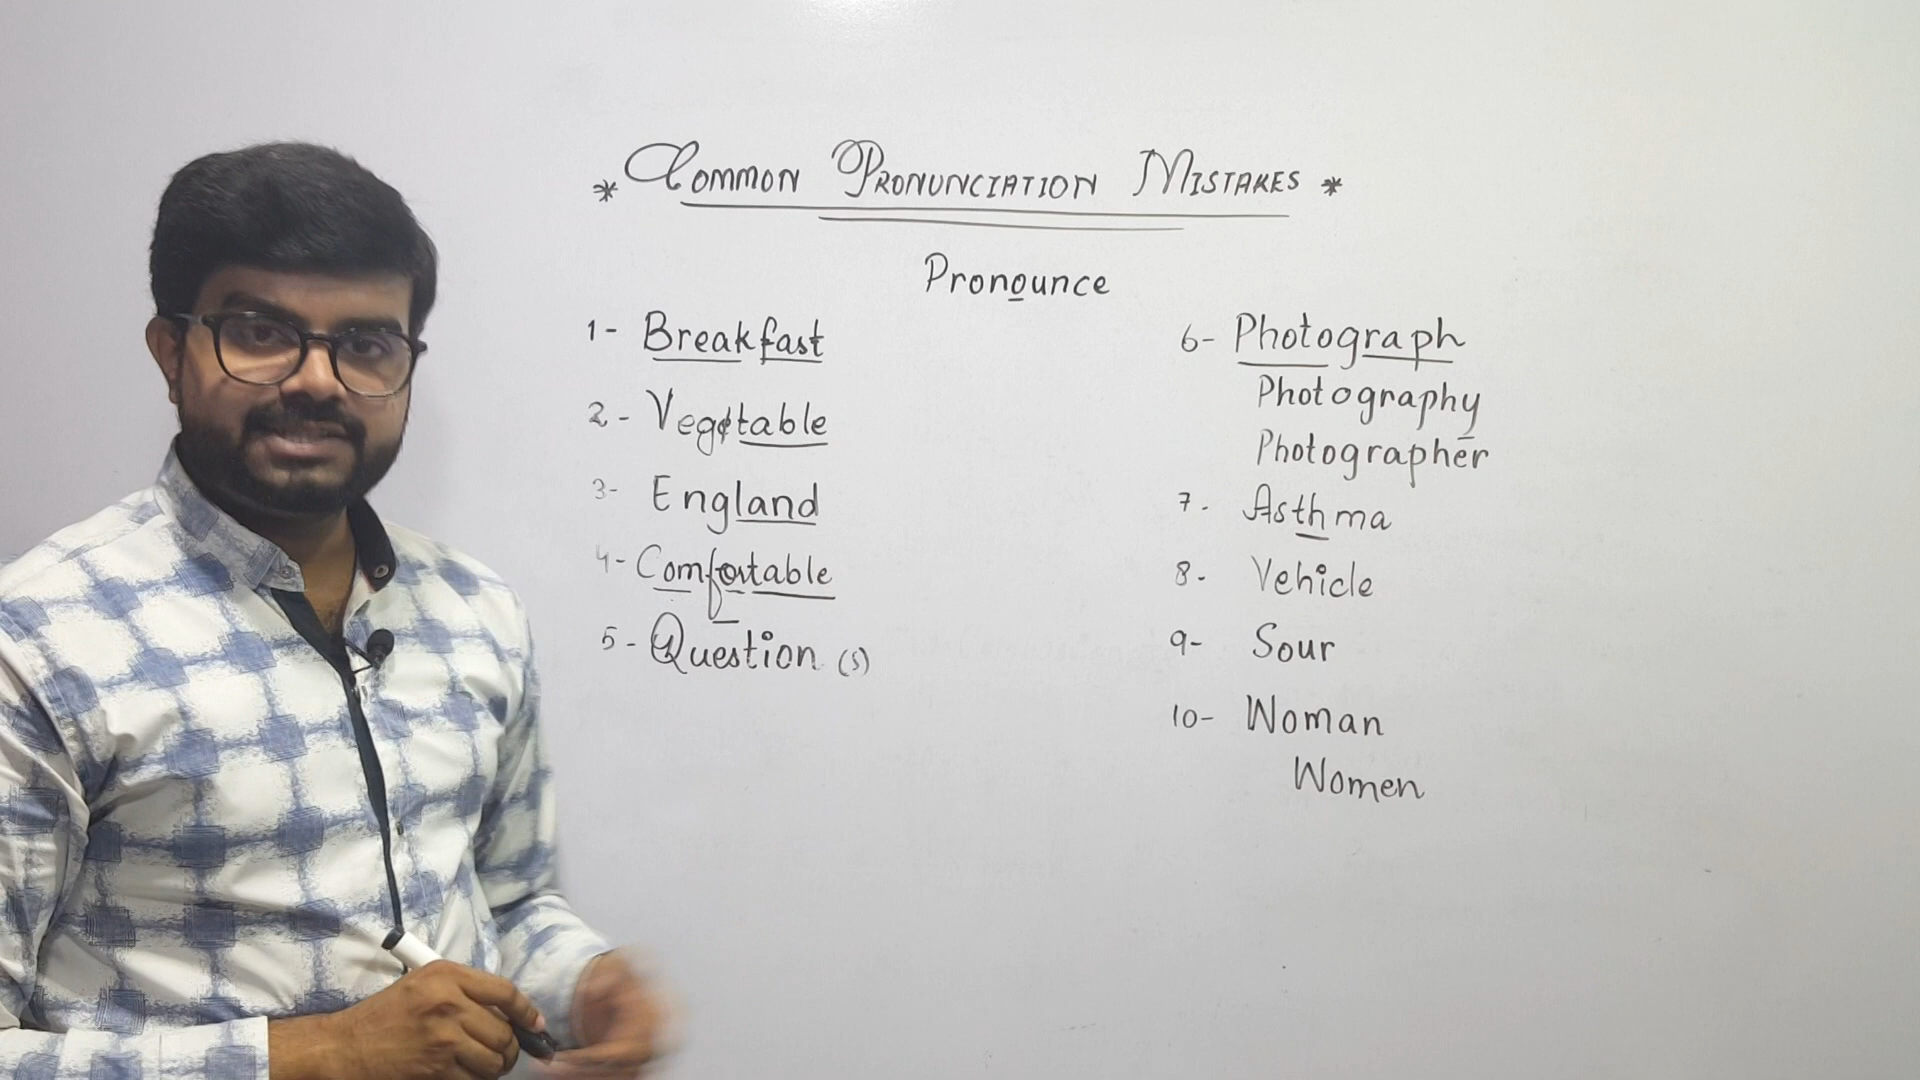 * COMMON PRONUNCIATION MISTAKES *
Pronounce
1- Breakfast
2- Vegetable
3- England
4- Comfortable
5- Question (s)
6- Photograph
Photography
Photographer
7. Asthma
8- Vehicle
9- Sour
10- Woman
Women